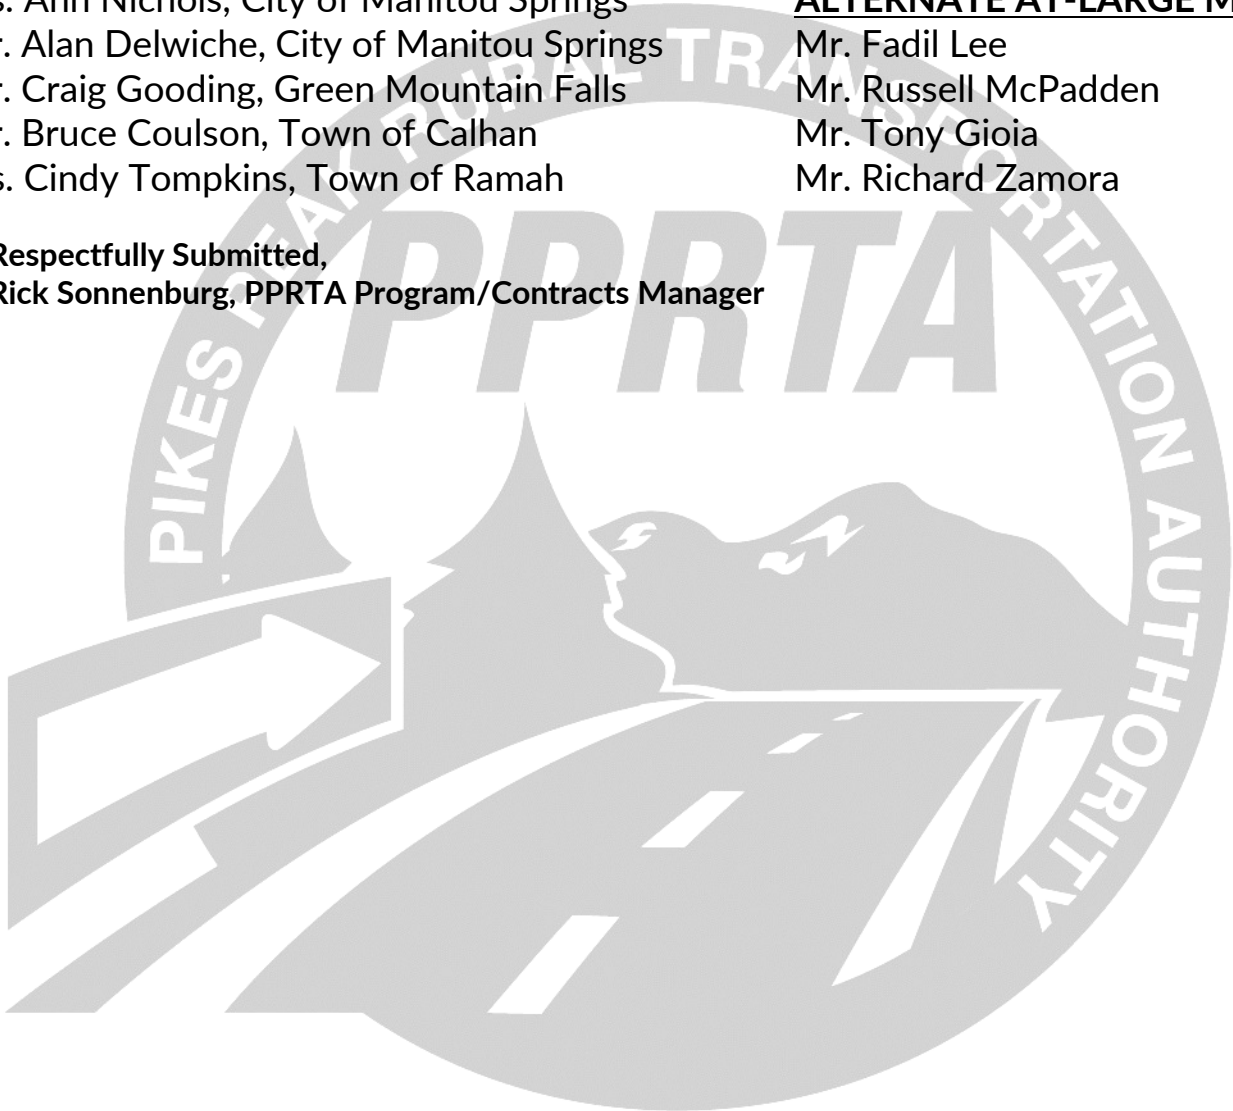 s. Ann Nichols, City of Manitou Springs
r. Alan Delwiche, City of Manitou Springs
r. Craig Gooding, Green Mountain Falls
r. Bruce Coulson, Town of Calhan
s. Cindy Tompkins, Town of Ramah
ALTERNATE AT-LARGE M
Mr. Fadil Lee
Mr. Russell McPadden
Mr. Tony Gioia
Mr. Richard Zamora
Respectfully Submitted,
Rick Sonnenburg, PPRTA Program/Contracts Manager
PIKES PEAK RURAL TRANSPORTATION AUTHORITY
PPRTA